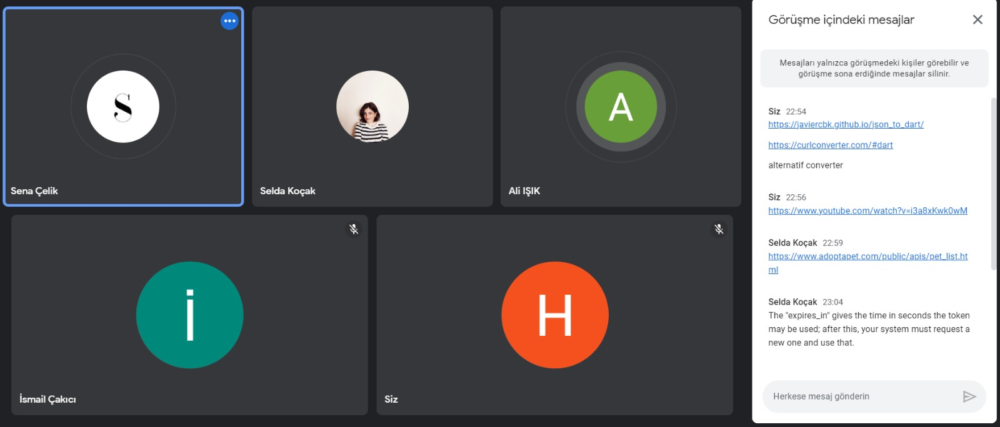 S
Sena Çelik
Selda Koçak
A
Ali IŞIK
i
İsmail Çakıcı
H
Siz
Görüşme içindeki mesajlar
Mesajları yalnızca görüşmedeki kişiler görebilir ve
görüşme sona erdiğinde mesajlar silinir.
Siz 22:54
https://javiercbk.github.io/json_to_dart/
https://curlconverter.com/#dart
alternatif converter
Siz 22:56
https://www.youtube.com/watch?v=i3a8xKwk0wM
Selda Koçak 22:59
https://www.adoptapet.com/public/apis/pet_list.ht
ml
Selda Koçak 23:04
The "expires_in" gives the time in seconds the token
may be used; after this, your system must request a
new one and use that.
Herkese mesaj gönderin